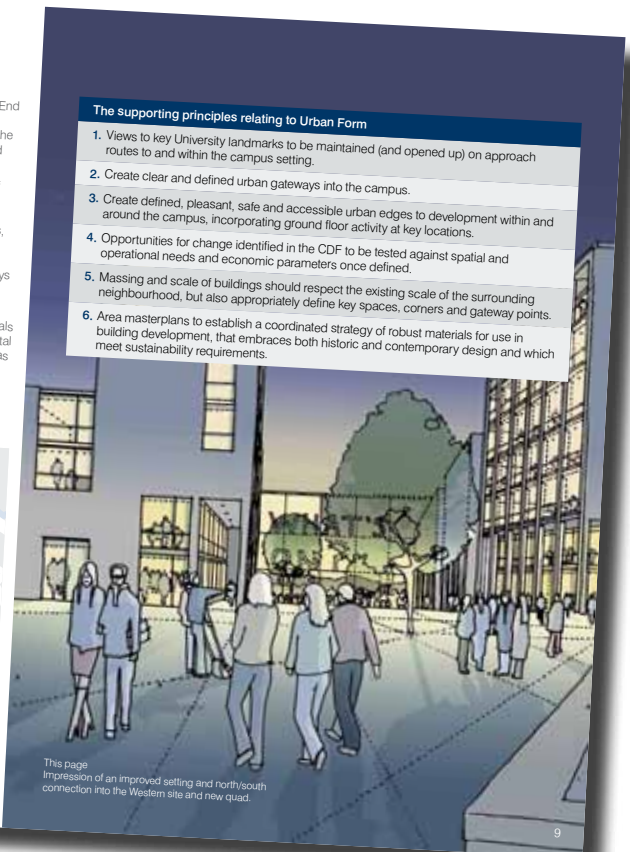 End
he
s,
ys
als
tal
as
The supporting principles relating to Urban Form
1. Views to key University landmarks to be maintained (and opened up) on approach
routes to and within the campus setting.
2. Create clear and defined urban gateways into the campus.
3. Create defined, pleasant, safe and accessible urban edges to development within and
around the campus, incorporating ground floor activity at key locations.
4. Opportunities for change identified in the CDF to be tested against spatial and
operational needs and economic parameters once defined.
5. Massing and scale of buildings should respect the existing scale of the surrounding
neighbourhood, but also appropriately define key spaces, corners and gateway points.
6. Area masterplans to establish a coordinated strategy of robust materials for use in
building development, that embraces both historic and contemporary design and which
meet sustainability requirements.
This page
Impression of an improved setting and north/south
connection into the Western site and new quad.
9